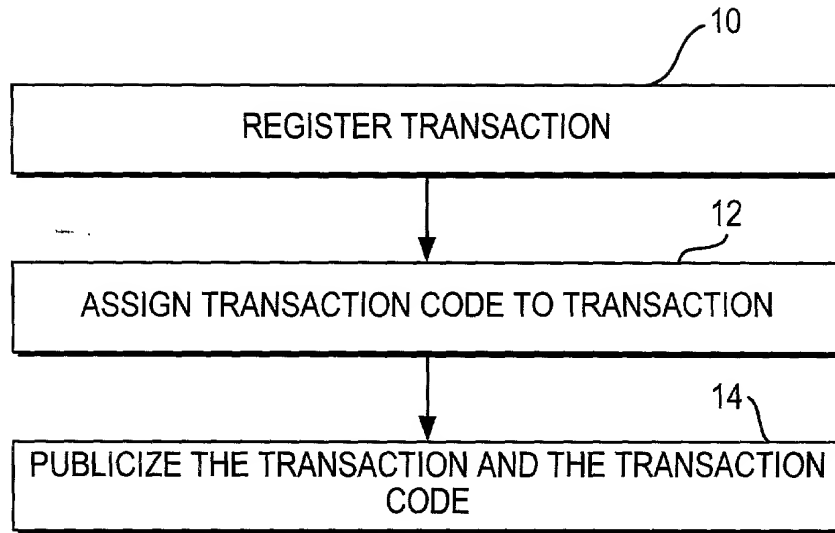 10
REGISTER TRANSACTION
12
ASSIGN TRANSACTION CODE TO TRANSACTION
14
PUBLICIZE THE TRANSACTION AND THE TRANSACTION
CODE